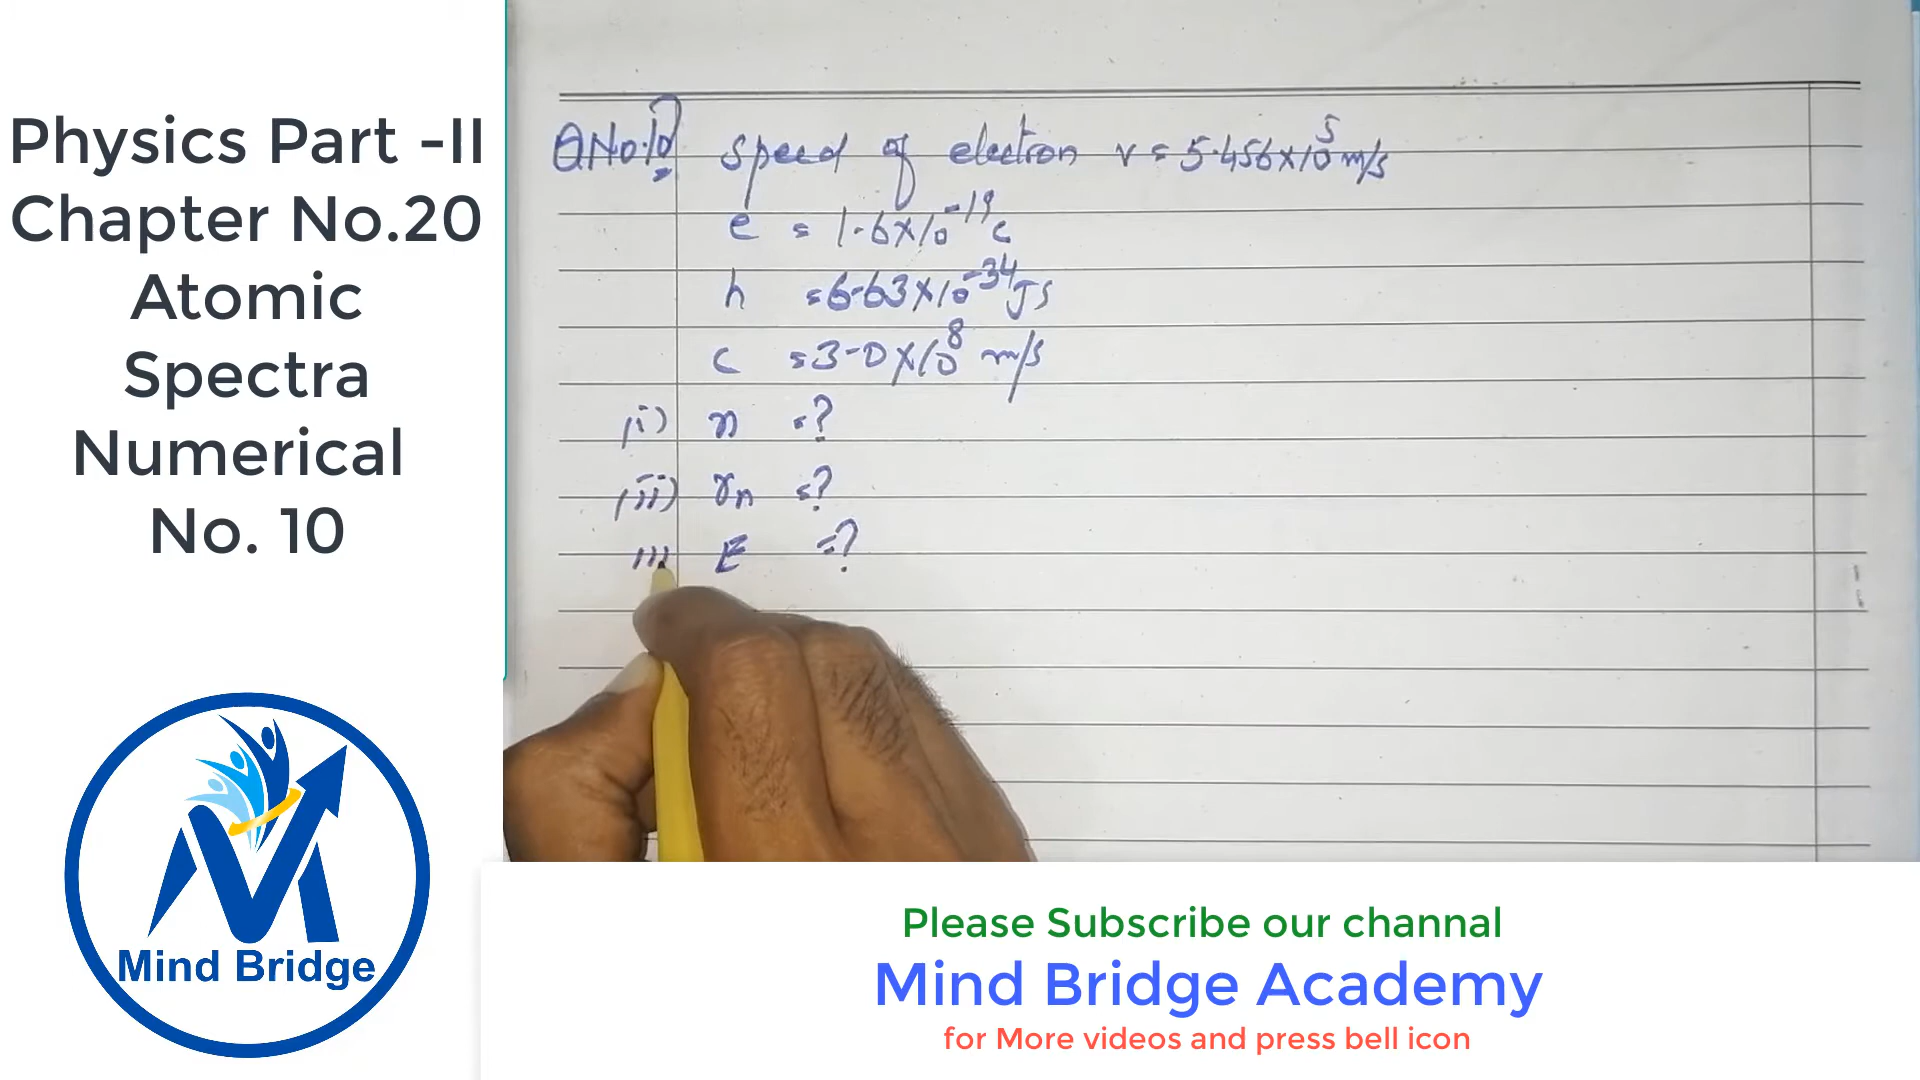 Physics Part -II
Chapter No.20
Atomic
Spectra
Numerical
No. 10
Mind Bridge
Q.No.10 Speed of electron v = 5.456×10⁵ m/s
e = 1.6×10⁻¹⁹ C
h = 6.63×10⁻³⁴ Js
c = 3.0×10⁸ m/s
(i) n =?
(ii) rn =?
iii E =?
Please Subscribe our channal
Mind Bridge Academy
for More videos and press bell icon